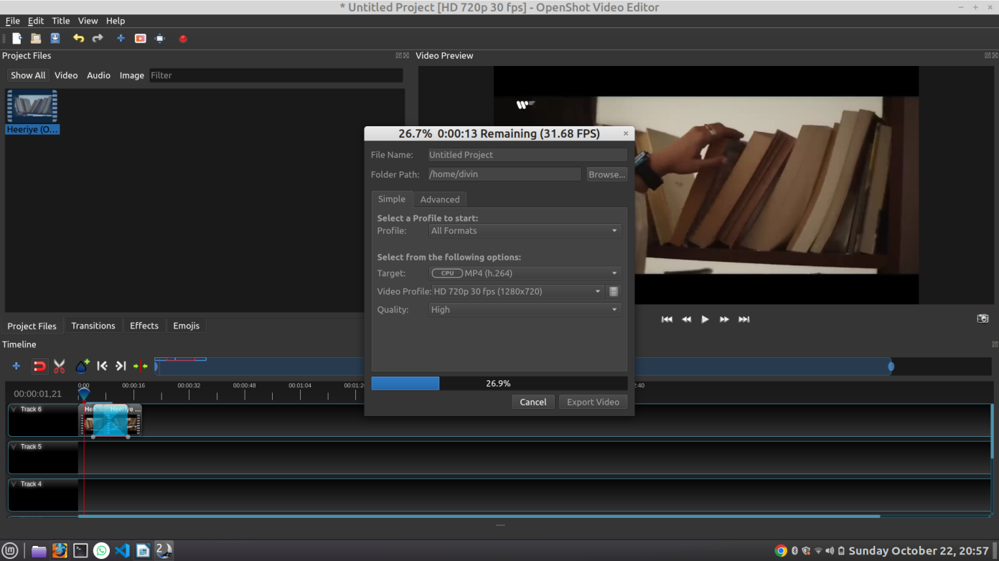 * Untitled Project [HD 720p 30 fps] - OpenShot Video Editor
File Edit Title View Help
Project Files
Video Preview
Show All Video Audio Image Filter
Heeriye (O...
26.7% 0:00:13 Remaining (31.68 FPS)
File Name: Untitled Project
Folder Path: /home/divin Browse...
Simple Advanced
Select a Profile to start:
Profile: All Formats
Select from the following options:
Target: CPU MP4 (h.264)
Video Profile: HD 720p 30 fps (1280x720)
Quality: High
26.9%
Cancel Export Video
Project Files Transitions Effects Emojis
Timeline
00:00:01,21
0:00 00:00:16 00:00:32 00:00:48 00:01:04 00:01:2 2:40
Track 6 Hee Heeriye ...
Track 5
Track 4
2
Sunday October 22, 20:57